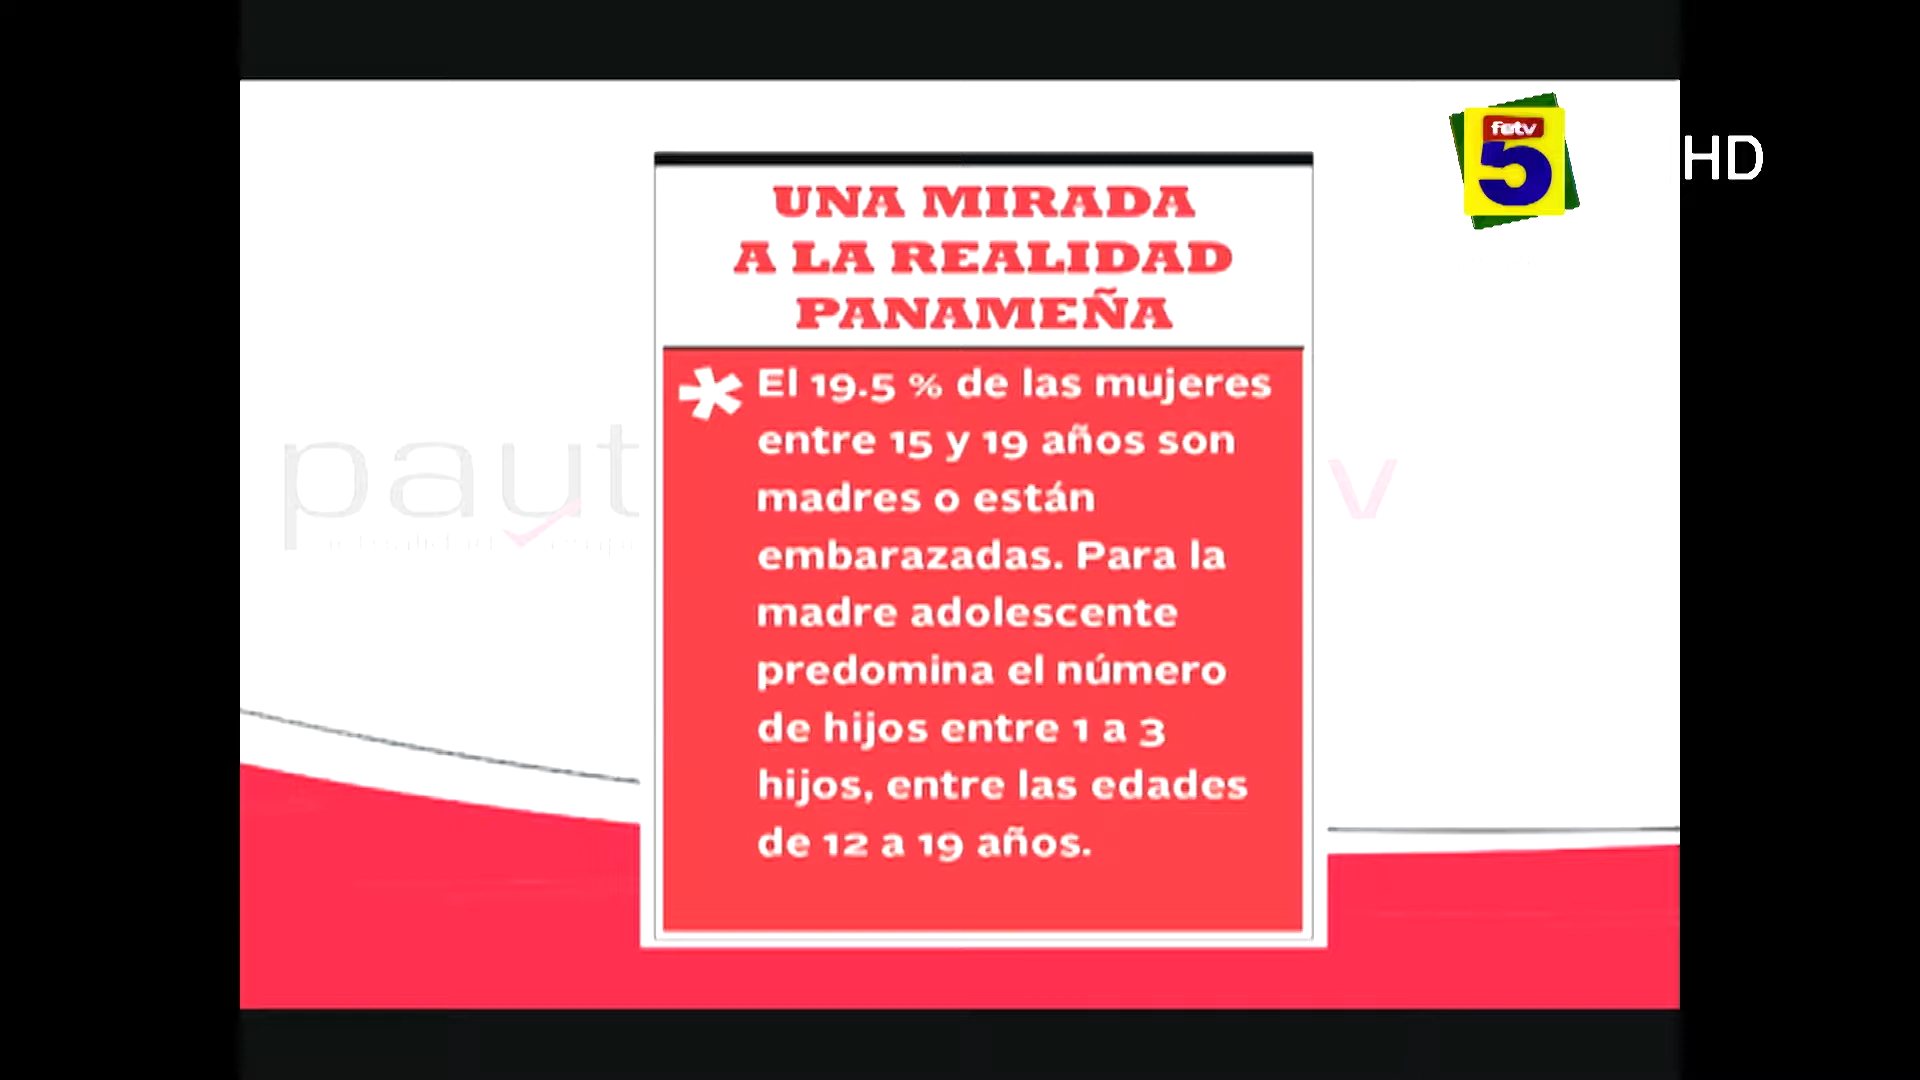 fetv
5
HD
UNA MIRADA
A LA REALIDAD
PANAMEÑA
* El 19.5 % de las mujeres
entre 15 y 19 años son
madres o están
embarazadas. Para la
madre adolescente
predomina el número
de hijos entre 1 a 3
hijos, entre las edades
de 12 a 19 años.
paut
v